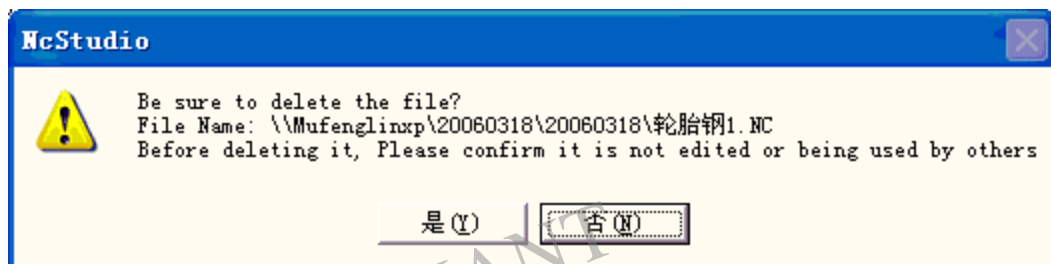 NcStudio
Be sure to delete the file?
File Name: \\Mufenglinxp\20060318\20060318\轮胎钢1.NC
Before deleting it, Please confirm it is not edited or being used by others
是(Y) 否(N)